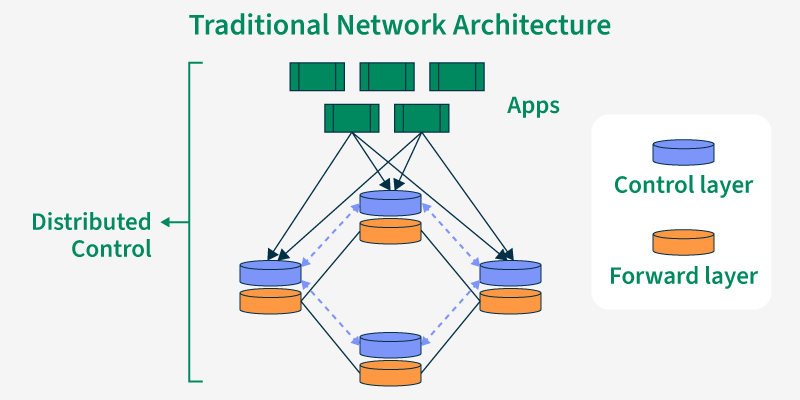 Traditional Network Architecture
Apps
Distributed
Control
Control layer
Forward layer